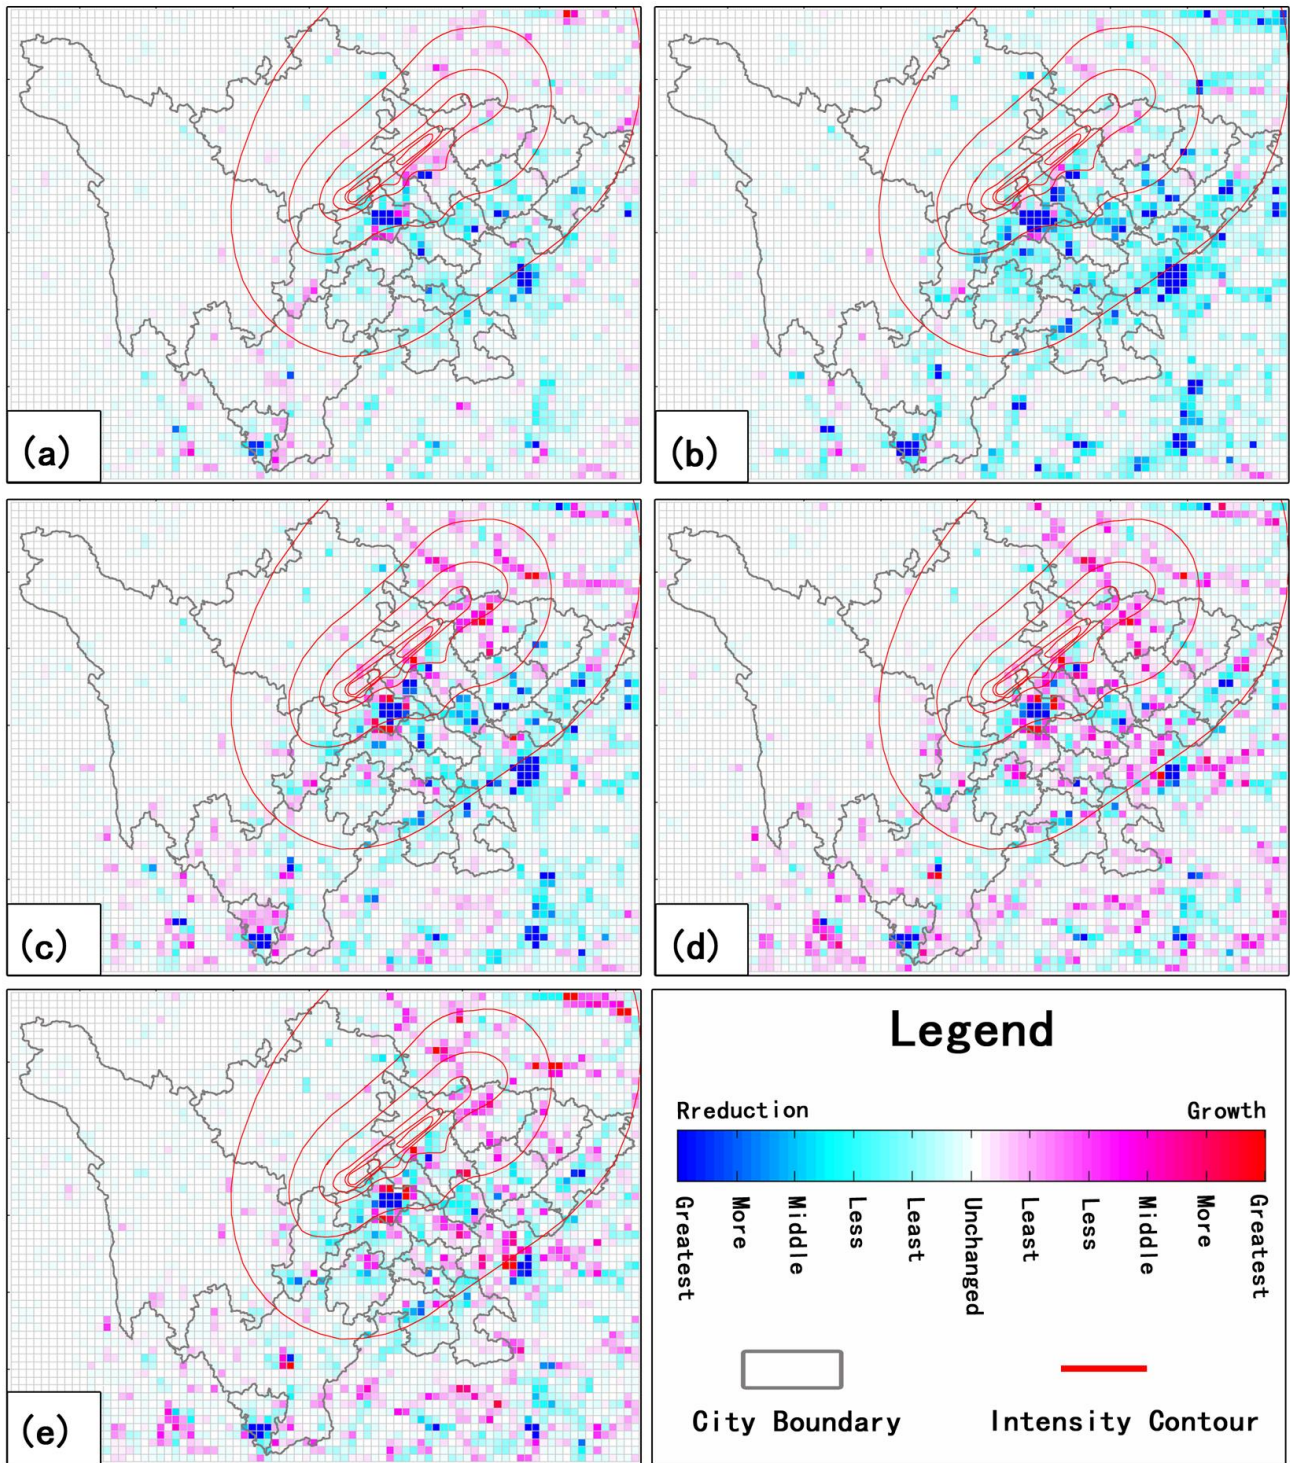 (a)
(b)
(c)
(d)
(e)
Legend
Rreduction Growth
Greatest More Middle Less Least Unchanged Least Less Middle More Greatest
City Boundary Intensity Contour